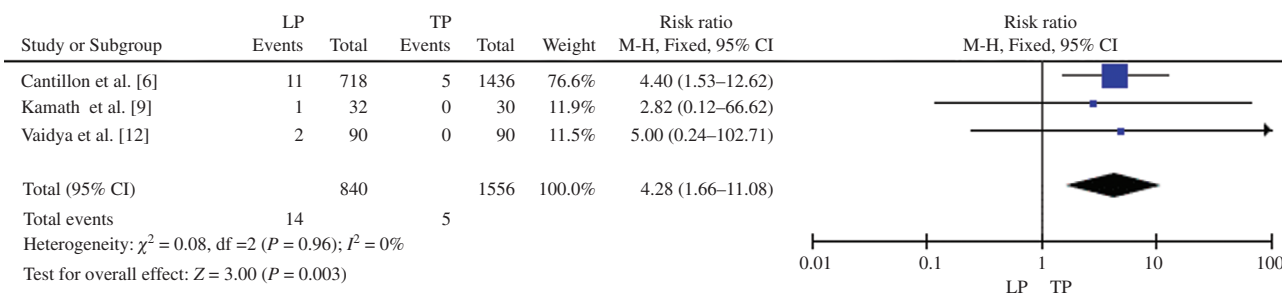 LP TP Risk ratio Risk ratio
Study or Subgroup Events Total Events Total Weight M-H, Fixed, 95% CI M-H, Fixed, 95% CI
Cantillon et al. [6] 11 718 5 1436 76.6% 4.40 (1.53–12.62)
Kamath et al. [9] 1 32 0 30 11.9% 2.82 (0.12–66.62)
Vaidya et al. [12] 2 90 0 90 11.5% 5.00 (0.24–102.71)
Total (95% CI) 840 1556 100.0% 4.28 (1.66–11.08)
Total events 14 5
Heterogeneity: χ² = 0.08, df =2 (P = 0.96); I² = 0%
Test for overall effect: Z = 3.00 (P = 0.003)
0.01 0.1 1 10 100
LP TP